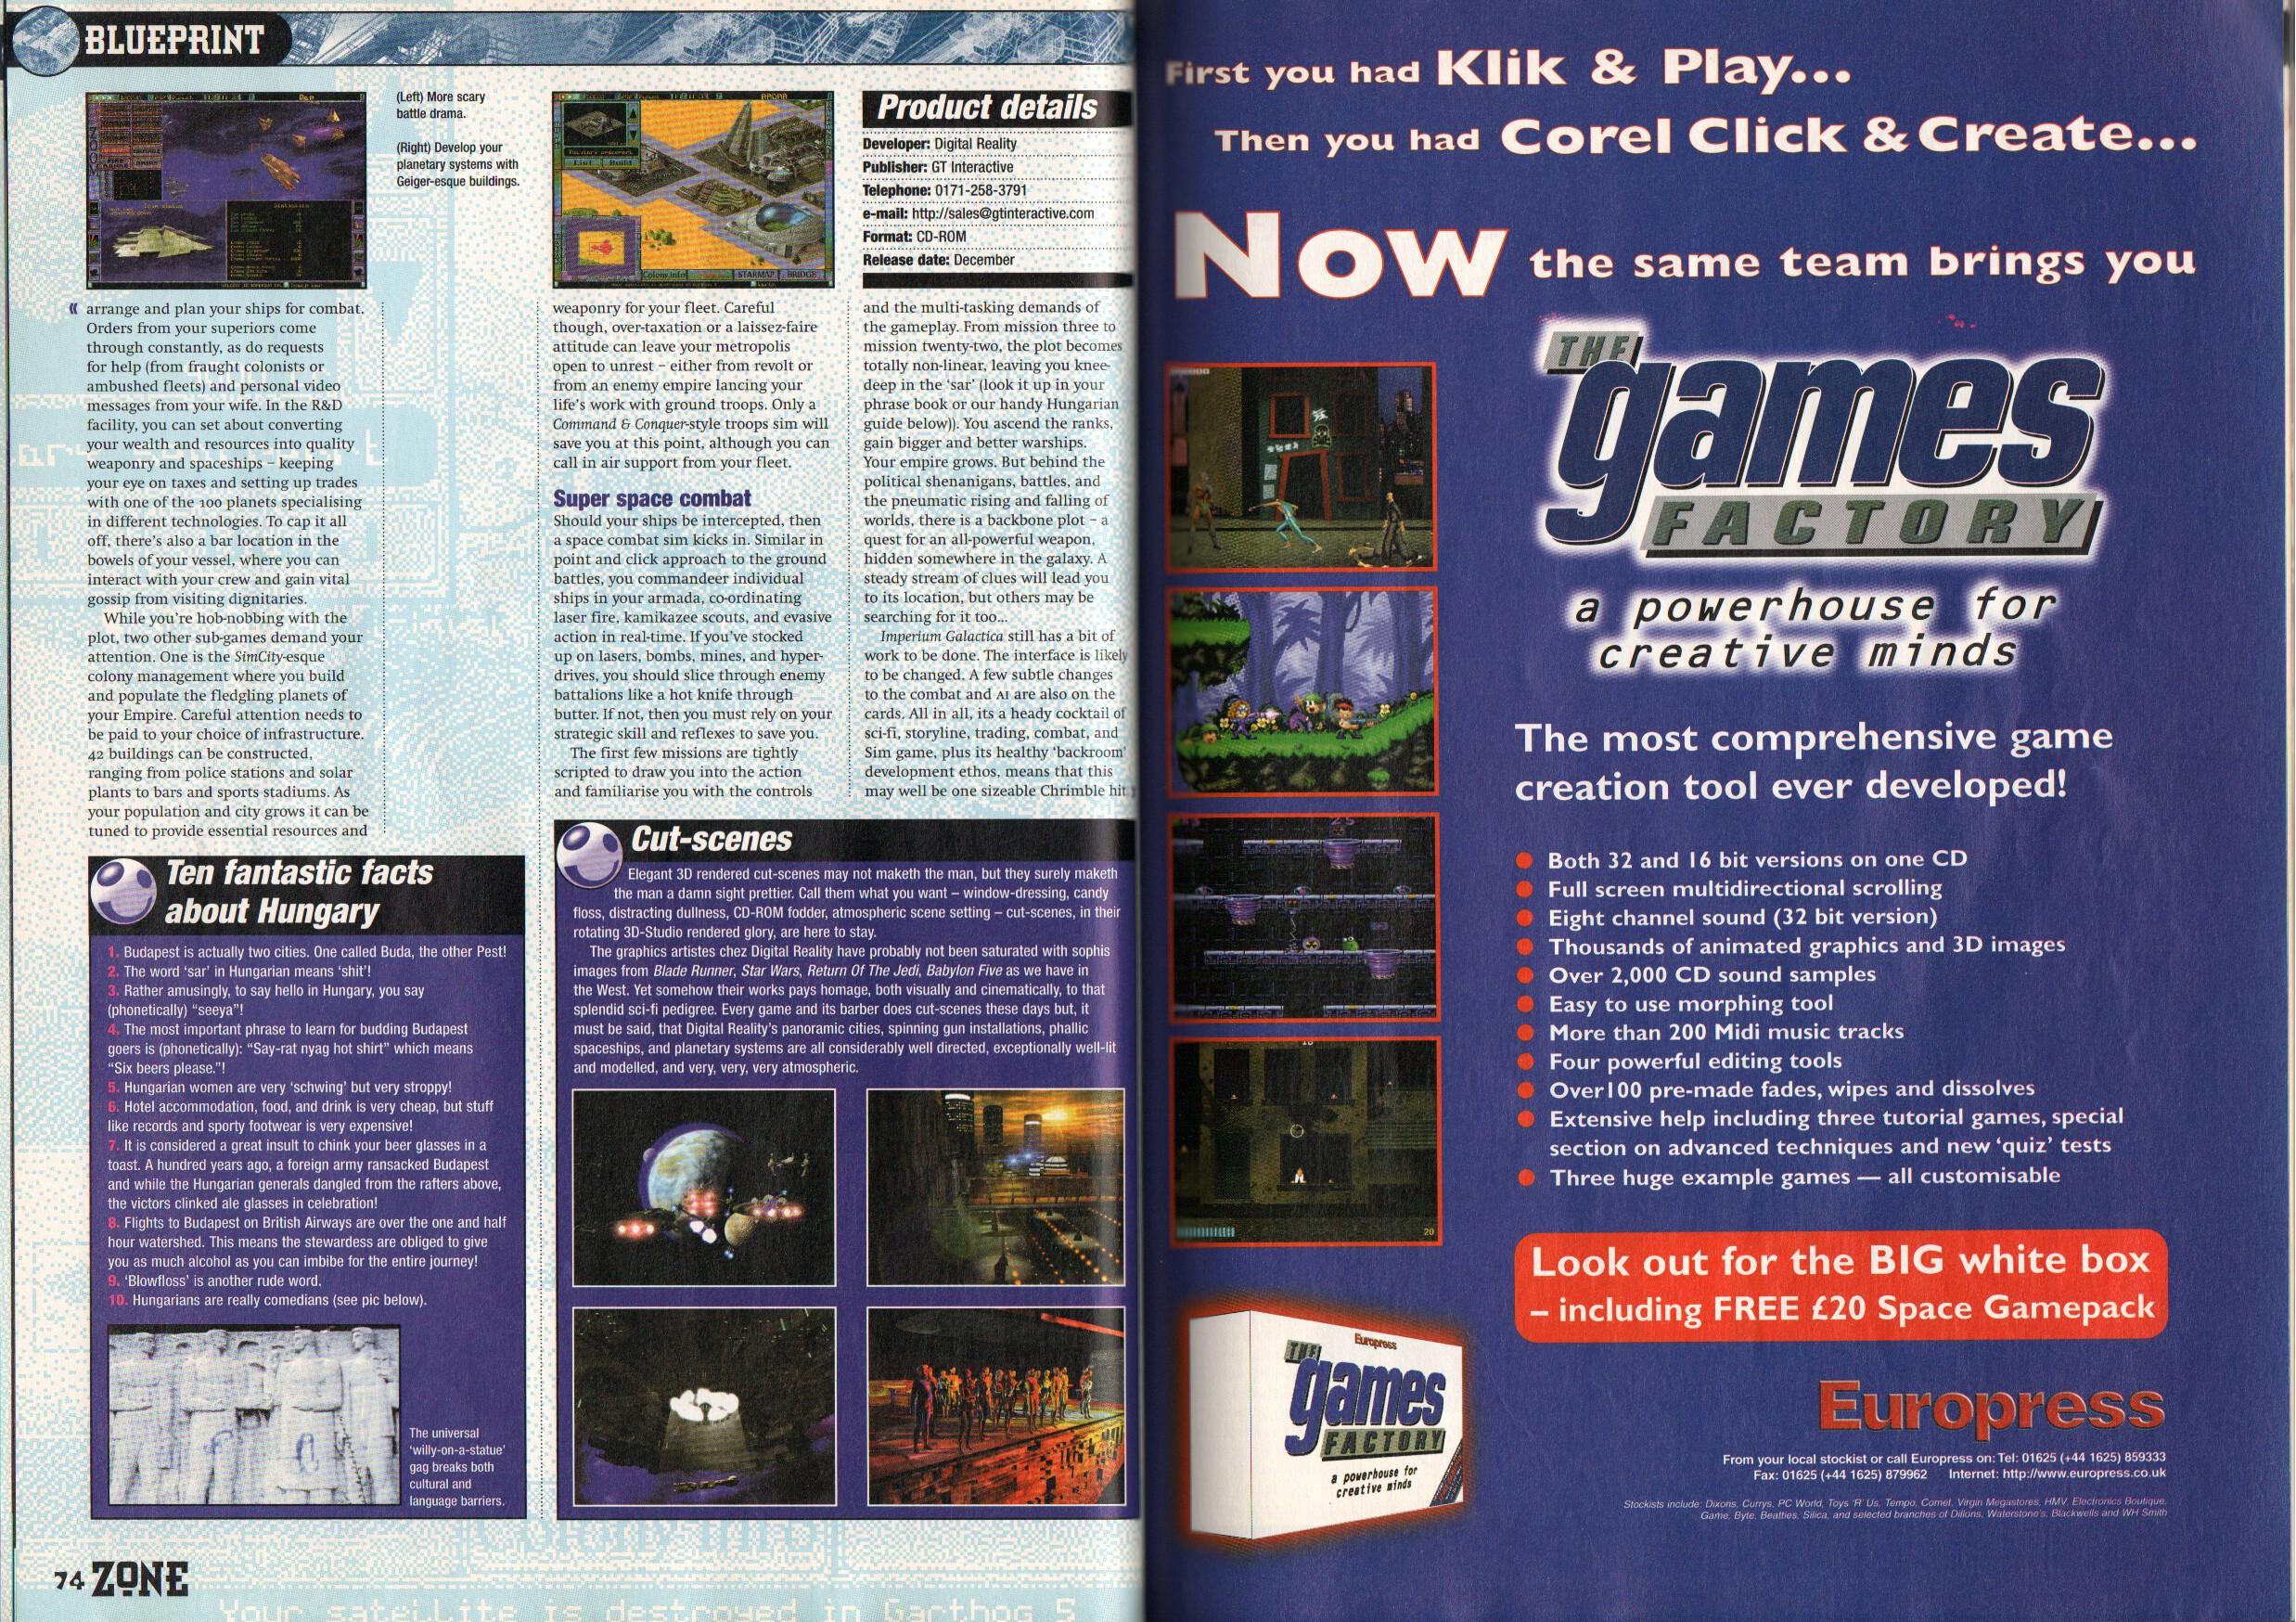 BLUEPRINT
(Left) More scary
battle drama.
(Right) Develop your
planetary systems with
Geiger-esque buildings.
Product details
Developer: Digital Reality
Publisher: GT Interactive
Telephone: 0171-258-3791
e-mail: http://sales@gtinteractive.com
Format: CD-ROM
Release date: December
« arrange and plan your ships for combat.
Orders from your superiors come
through constantly, as do requests
for help (from fraught colonists or
ambushed fleets) and personal video
messages from your wife. In the R&D
facility, you can set about converting
your wealth and resources into quality
weaponry and spaceships – keeping
your eye on taxes and setting up trades
with one of the 100 planets specialising
in different technologies. To cap it all
off, there's also a bar location in the
bowels of your vessel, where you can
interact with your crew and gain vital
gossip from visiting dignitaries.
While you're hob-nobbing with the
plot, two other sub-games demand your
attention. One is the SimCity-esque
colony management where you build
and populate the fledgling planets of
your Empire. Careful attention needs to
be paid to your choice of infrastructure.
42 buildings can be constructed,
ranging from police stations and solar
plants to bars and sports stadiums. As
your population and city grows it can be
tuned to provide essential resources and
Colony info
STARMAP
BRIDGE
weaponry for your fleet. Careful
though, over-taxation or a laissez-faire
attitude can leave your metropolis
open to unrest – either from revolt or
from an enemy empire lancing your
life's work with ground troops. Only a
Command & Conquer-style troops sim will
save you at this point, although you can
call in air support from your fleet.
Super space combat
Should your ships be intercepted, then
a space combat sim kicks in. Similar in
point and click approach to the ground
battles, you commandeer individual
ships in your armada, co-ordinating
laser fire, kamikazee scouts, and evasive
action in real-time. If you've stocked
up on lasers, bombs, mines, and hyper-
drives, you should slice through enemy
battalions like a hot knife through
butter. If not, then you must rely on your
strategic skill and reflexes to save you.
The first few missions are tightly
scripted to draw you into the action
and familiarise you with the controls
and the multi-tasking demands of
the gameplay. From mission three to
mission twenty-two, the plot becomes
totally non-linear, leaving you knee-
deep in the 'sar' (look it up in your
phrase book or our handy Hungarian
guide below)). You ascend the ranks,
gain bigger and better warships.
Your empire grows. But behind the
political shenanigans, battles, and
the pneumatic rising and falling of
worlds, there is a backbone plot – a
quest for an all-powerful weapon,
hidden somewhere in the galaxy. A
steady stream of clues will lead you
to its location, but others may be
searching for it too...
Imperium Galactica still has a bit of
work to be done. The interface is likely
to be changed. A few subtle changes
to the combat and AI are also on the
cards. All in all, its a heady cocktail of
sci-fi, storyline, trading, combat, and
Sim game, plus its healthy 'backroom'
development ethos, means that this
may well be one sizeable Chrimble hit.
Ten fantastic facts
about Hungary
1. Budapest is actually two cities. One called Buda, the other Pest!
2. The word 'sar' in Hungarian means 'shit'!
3. Rather amusingly, to say hello in Hungary, you say
(phonetically) "seeya"!
4. The most important phrase to learn for budding Budapest
goers is (phonetically): "Say-rat nyag hot shirt" which means
"Six beers please."!
5. Hungarian women are very 'schwing' but very stroppy!
6. Hotel accommodation, food, and drink is very cheap, but stuff
like records and sporty footwear is very expensive!
7. It is considered a great insult to chink your beer glasses in a
toast. A hundred years ago, a foreign army ransacked Budapest
and while the Hungarian generals dangled from the rafters above,
the victors clinked ale glasses in celebration!
8. Flights to Budapest on British Airways are over the one and half
hour watershed. This means the stewardess are obliged to give
you as much alcohol as you can imbibe for the entire journey!
9. 'Blowfloss' is another rude word.
10. Hungarians are really comedians (see pic below).
The universal
'willy-on-a-statue'
gag breaks both
cultural and
language barriers.
Cut-scenes
Elegant 3D rendered cut-scenes may not maketh the man, but they surely maketh
the man a damn sight prettier. Call them what you want – window-dressing, candy
floss, distracting dullness, CD-ROM fodder, atmospheric scene setting – cut-scenes, in their
rotating 3D-Studio rendered glory, are here to stay.
The graphics artistes chez Digital Reality have probably not been saturated with sophis
images from Blade Runner, Star Wars, Return Of The Jedi, Babylon Five as we have in
the West. Yet somehow their works pays homage, both visually and cinematically, to that
splendid sci-fi pedigree. Every game and its barber does cut-scenes these days but, it
must be said, that Digital Reality's panoramic cities, spinning gun installations, phallic
spaceships, and planetary systems are all considerably well directed, exceptionally well-lit
and modelled, and very, very, very atmospheric.
74 ZONE
Your satellite is destroyed in Garthog 5
First you had Klik & Play...
Then you had Corel Click & Create...
Now the same team brings you
THE
games
FACTORY
a powerhouse for
creative minds
The most comprehensive game
creation tool ever developed!
Both 32 and 16 bit versions on one CD
Full screen multidirectional scrolling
Eight channel sound (32 bit version)
Thousands of animated graphics and 3D images
Over 2,000 CD sound samples
Easy to use morphing tool
More than 200 Midi music tracks
Four powerful editing tools
Over100 pre-made fades, wipes and dissolves
Extensive help including three tutorial games, special
section on advanced techniques and new 'quiz' tests
Three huge example games — all customisable
20
Look out for the BIG white box
– including FREE £20 Space Gamepack
Europress
THE
games
FACTORY
a powerhouse for
creative minds
Europress
From your local stockist or call Europress on: Tel: 01625 (+44 1625) 859333
Fax: 01625 (+44 1625) 879962 Internet: http://www.europress.co.uk
Stockists include: Dixons, Currys, PC World, Toys 'R' Us, Tempo, Comet, Virgin Megastores, HMV, Electronics Boutique,
Game, Byte, Beatties, Silica, and selected branches of Dillons, Waterstone's, Blackwells and WH Smith